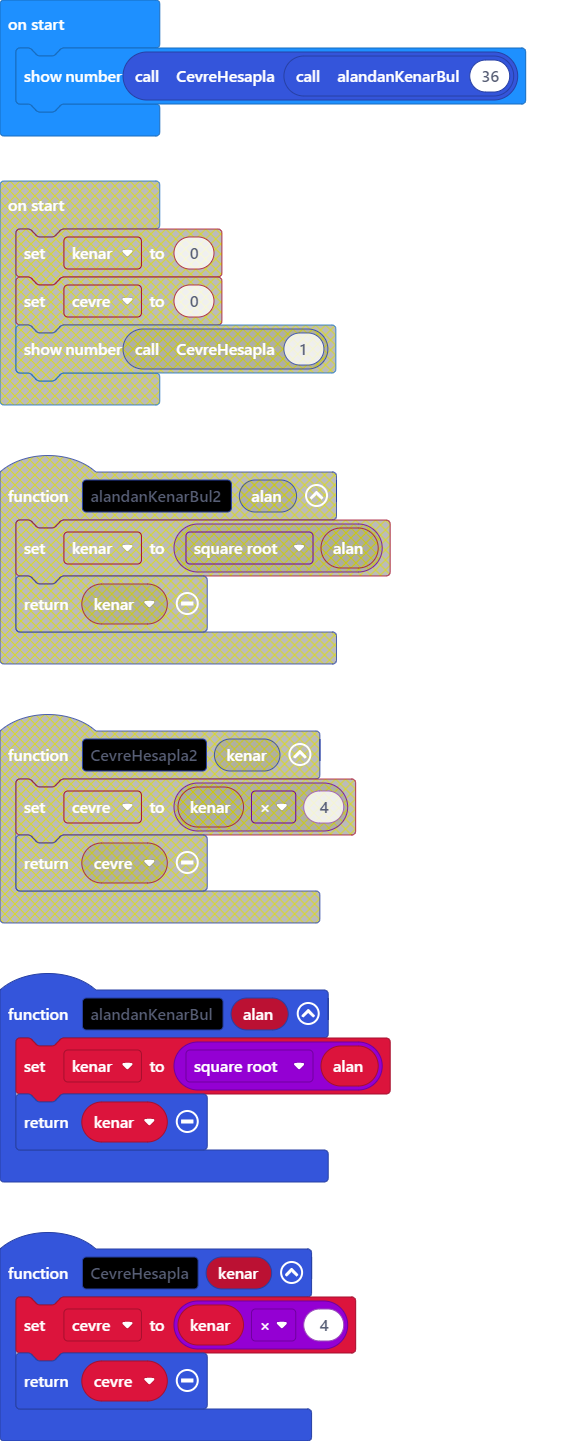 on start
show number call CevreHesapla call alandanKenarBul 36
on start
set kenar to 0
set cevre to 0
show number call CevreHesapla 1
function alandanKenarBul2 alan
set kenar to square root alan
return kenar
function CevreHesapla2 kenar
set cevre to kenar × 4
return cevre
function alandanKenarBul alan
set kenar to square root alan
return kenar
function CevreHesapla kenar
set cevre to kenar × 4
return cevre